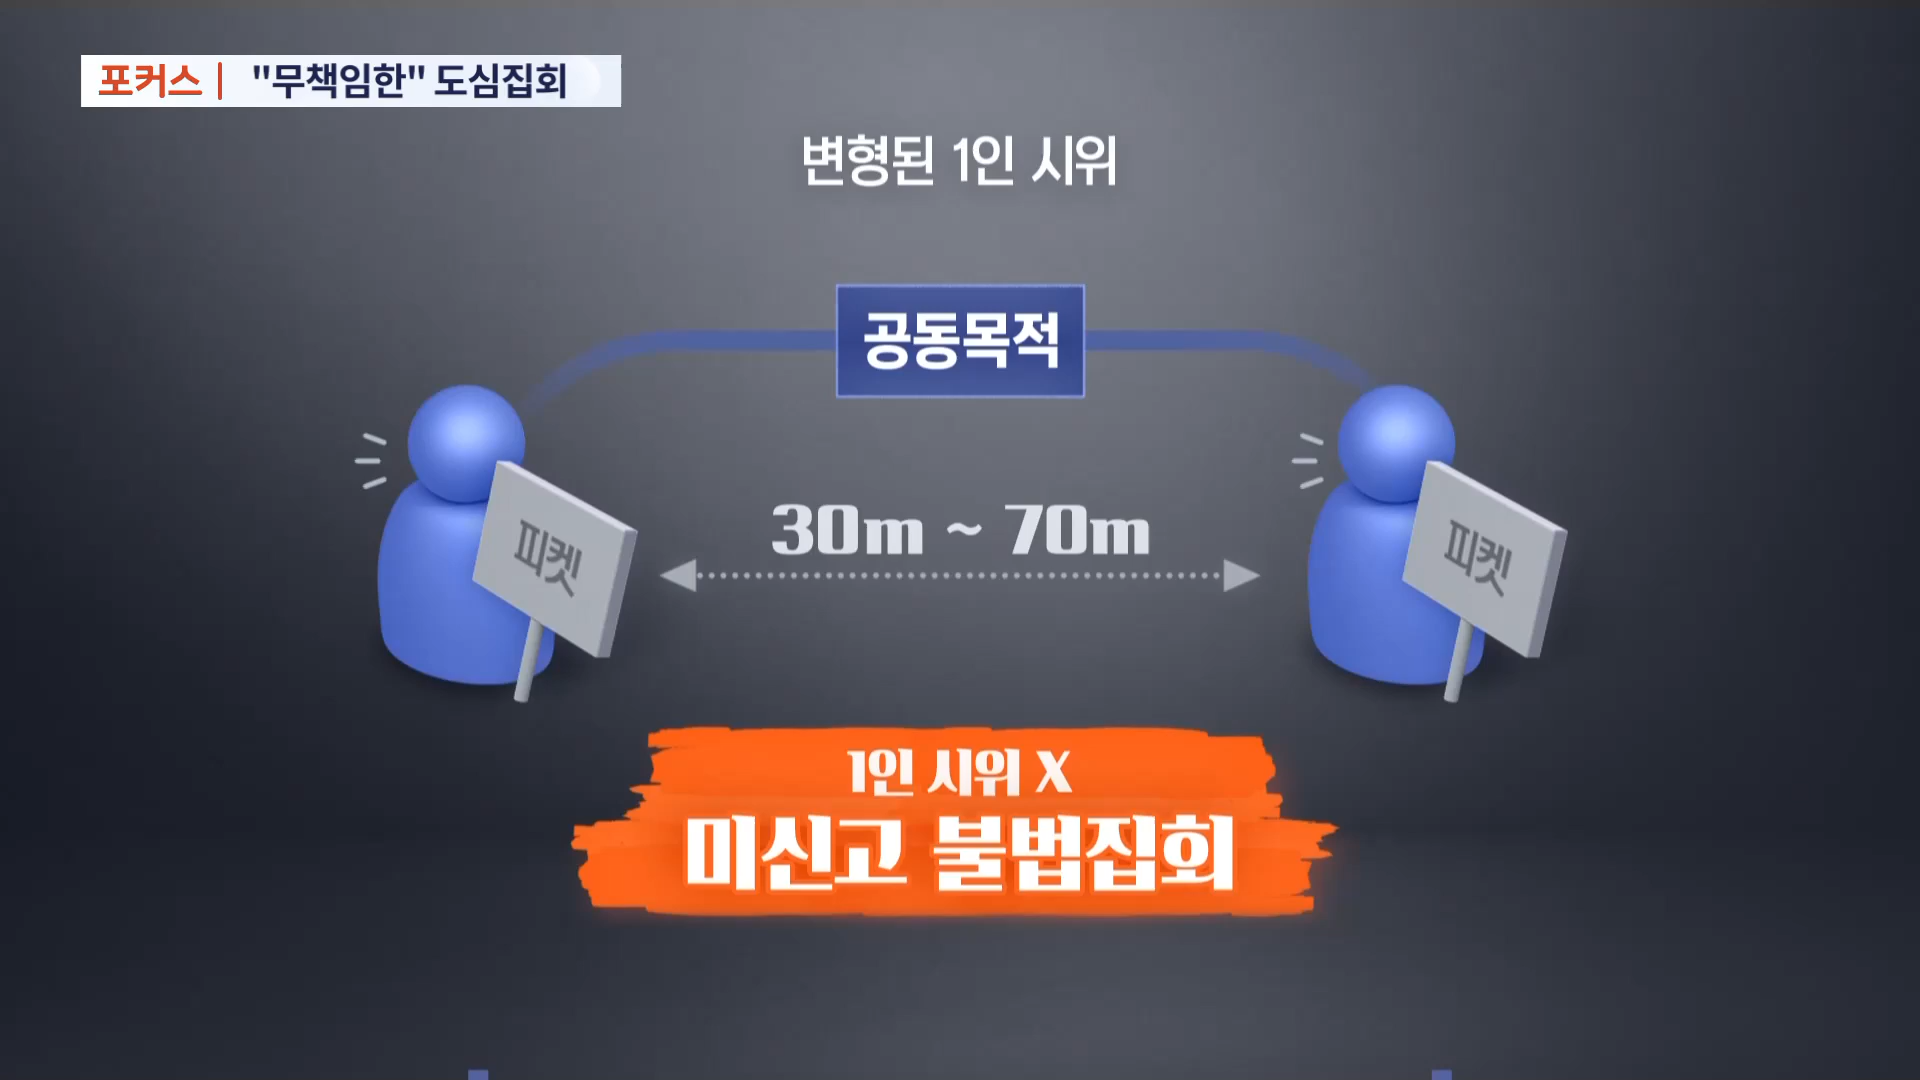 포커스 | "무책임한" 도심집회
변형된 1인 시위
공동목적
30m ~ 70m
피켓
피켓
1인 시위 X
미신고 불법집회